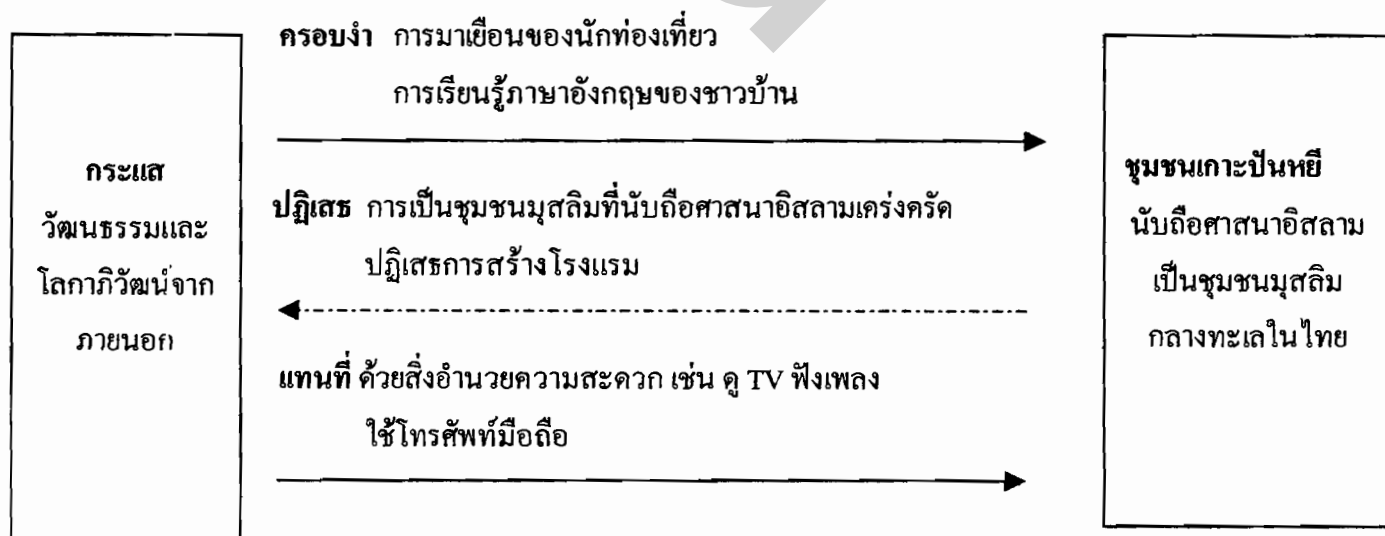 กระแส
วัฒนธรรมและ
โลกาภิวัฒน์จาก
ภายนอก
ครอบงำ การมาเยือนของนักท่องเที่ยว
การเรียนรู้ภาษาอังกฤษของชาวบ้าน
ปฏิเสธ การเป็นชุมชนมุสลิมที่นับถือศาสนาอิสลามเคร่งครัด
ปฏิเสธการสร้างโรงแรม
แทนที่ ด้วยสิ่งอำนวยความสะดวก เช่น ดู TV ฟังเพลง
ใช้โทรศัพท์มือถือ
ชุมชนเกาะปันหยี
นับถือศาสนาอิสลาม
เป็นชุมชนมุสลิม
กลางทะเลในไทย